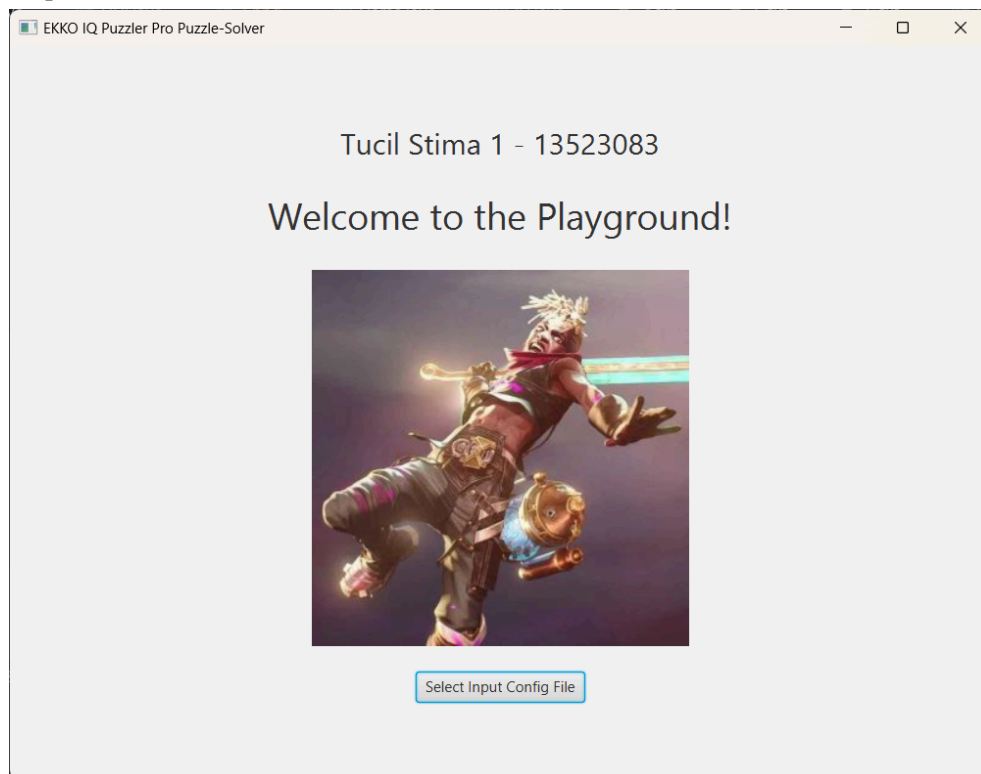 EKKO IQ Puzzler Pro Puzzle-Solver
Tucil Stima 1 - 13523083
Welcome to the Playground!
Select Input Config File